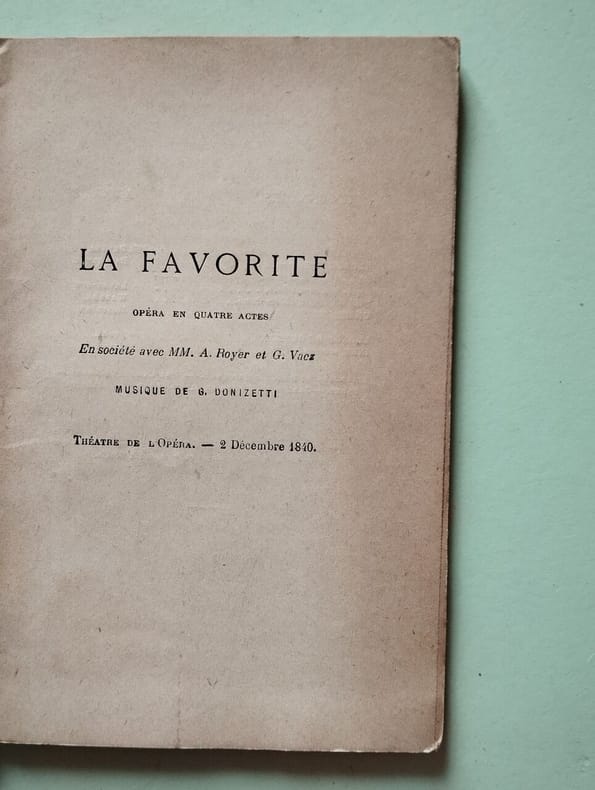 LA FAVORITE
OPÉRA EN QUATRE ACTES
En société avec MM. A. Royer et G. Vaez
MUSIQUE DE G. DONIZETTI
THÉATRE DE L'OPÉRA. — 2 Décembre 1840.